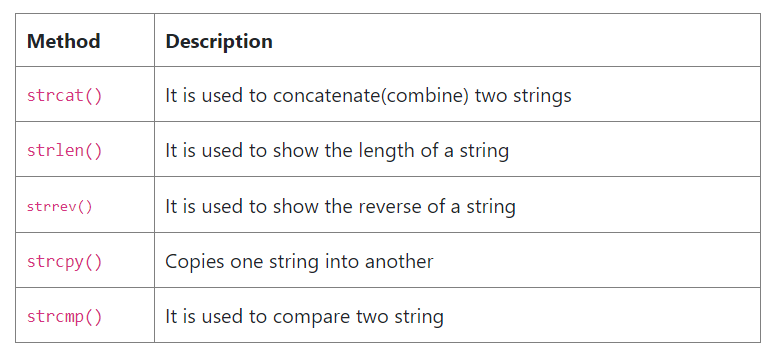 Method Description
strcat() It is used to concatenate(combine) two strings
strlen() It is used to show the length of a string
strrev() It is used to show the reverse of a string
strcpy() Copies one string into another
strcmp() It is used to compare two string